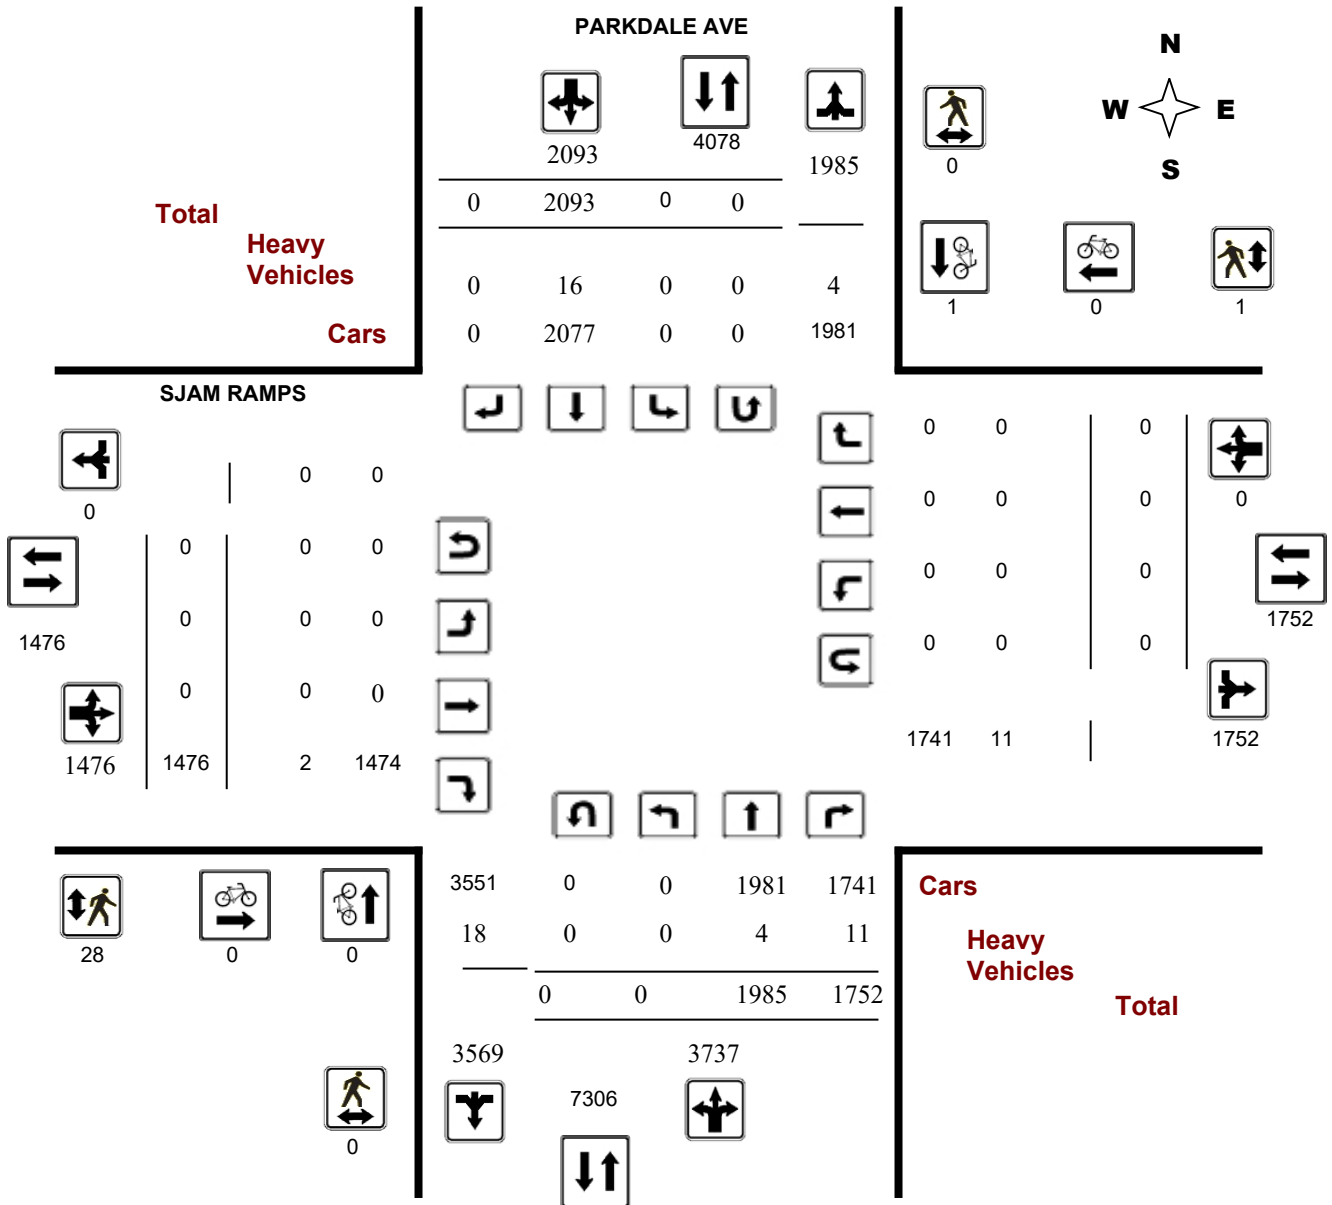 PARKDALE AVE
N
W E
S
2093
4078
1985
0
0 2093 0 0
Total
Heavy
Vehicles
0 16 0 0 4
1 0 1
Cars
0 2077 0 0 1981
SJAM RAMPS
0 0 0
0 0
0
0 0 0
0
0 0 0
0 0 0
1752
0 0 0
1476
0 0 0
0 0 0
1741 11
1752
1476 1476 2 1474
3551 0 0 1981 1741
Cars
18 0 0 4 11
Heavy
Vehicles
28 0 0
0 0 1985 1752
Total
3569
3737
7306
0